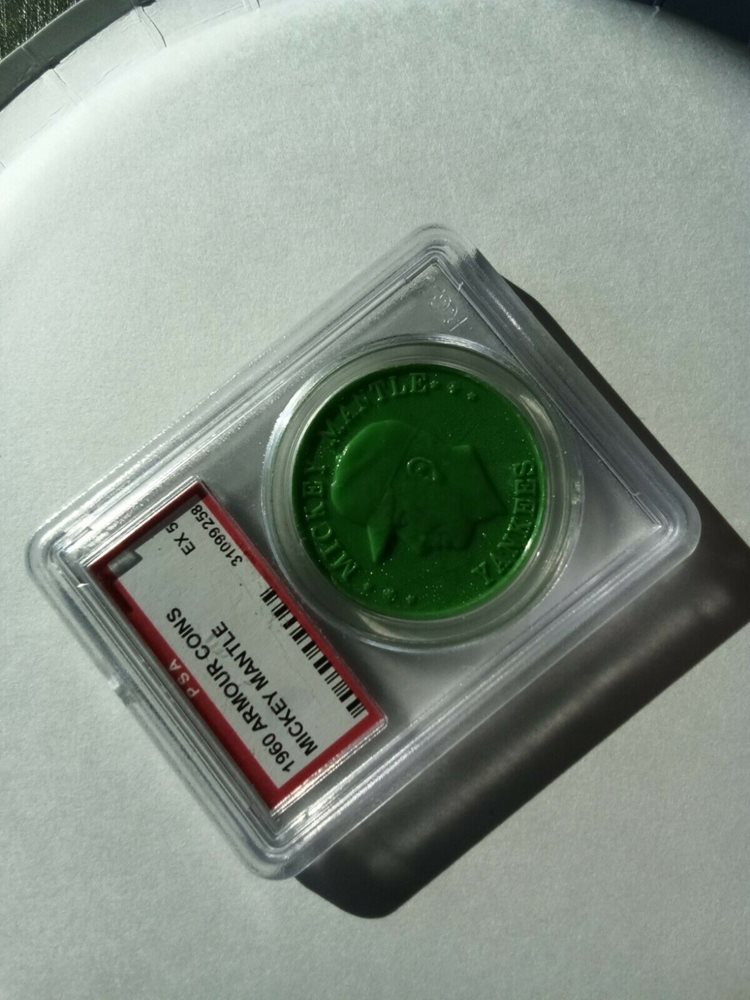 1960 ARMOUR COINS
MICKEY MANTLE
EX 5
31099258
PSA
MICKEY MANTLE
YANKEES